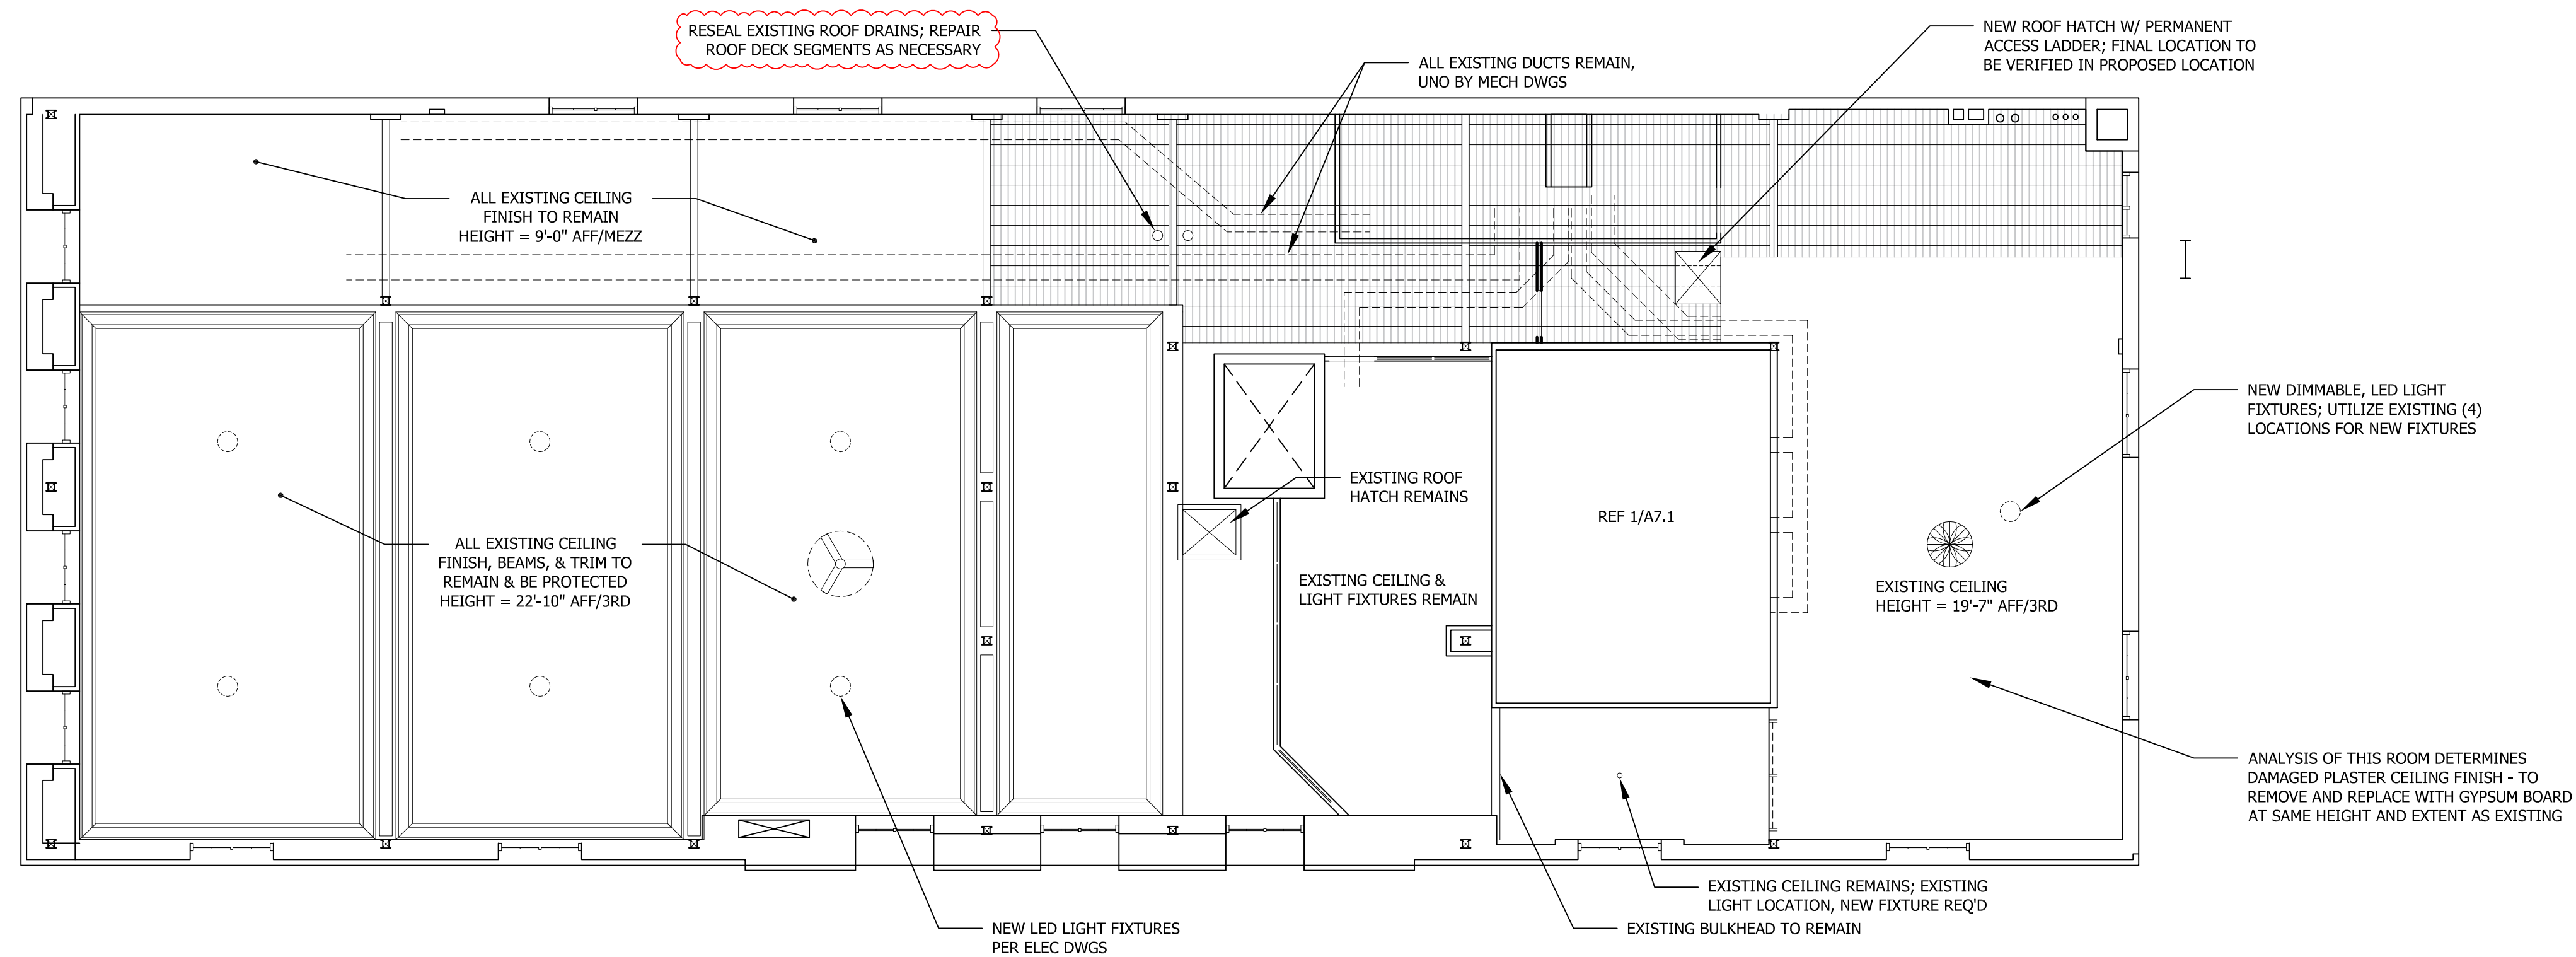 RESEAL EXISTING ROOF DRAINS; REPAIR
ROOF DECK SEGMENTS AS NECESSARY
ALL EXISTING DUCTS REMAIN,
UNO BY MECH DWGS
NEW ROOF HATCH W/ PERMANENT
ACCESS LADDER; FINAL LOCATION TO
BE VERIFIED IN PROPOSED LOCATION
ALL EXISTING CEILING
FINISH TO REMAIN
HEIGHT = 9'-0" AFF/MEZZ
NEW DIMMABLE, LED LIGHT
FIXTURES; UTILIZE EXISTING (4)
LOCATIONS FOR NEW FIXTURES
EXISTING ROOF
HATCH REMAINS
REF 1/A7.1
ALL EXISTING CEILING
FINISH, BEAMS, & TRIM TO
REMAIN & BE PROTECTED
HEIGHT = 22'-10" AFF/3RD
EXISTING CEILING &
LIGHT FIXTURES REMAIN
EXISTING CEILING
HEIGHT = 19'-7" AFF/3RD
ANALYSIS OF THIS ROOM DETERMINES
DAMAGED PLASTER CEILING FINISH - TO
REMOVE AND REPLACE WITH GYPSUM BOARD
AT SAME HEIGHT AND EXTENT AS EXISTING
EXISTING CEILING REMAINS; EXISTING
LIGHT LOCATION, NEW FIXTURE REQ'D
EXISTING BULKHEAD TO REMAIN
NEW LED LIGHT FIXTURES
PER ELEC DWGS